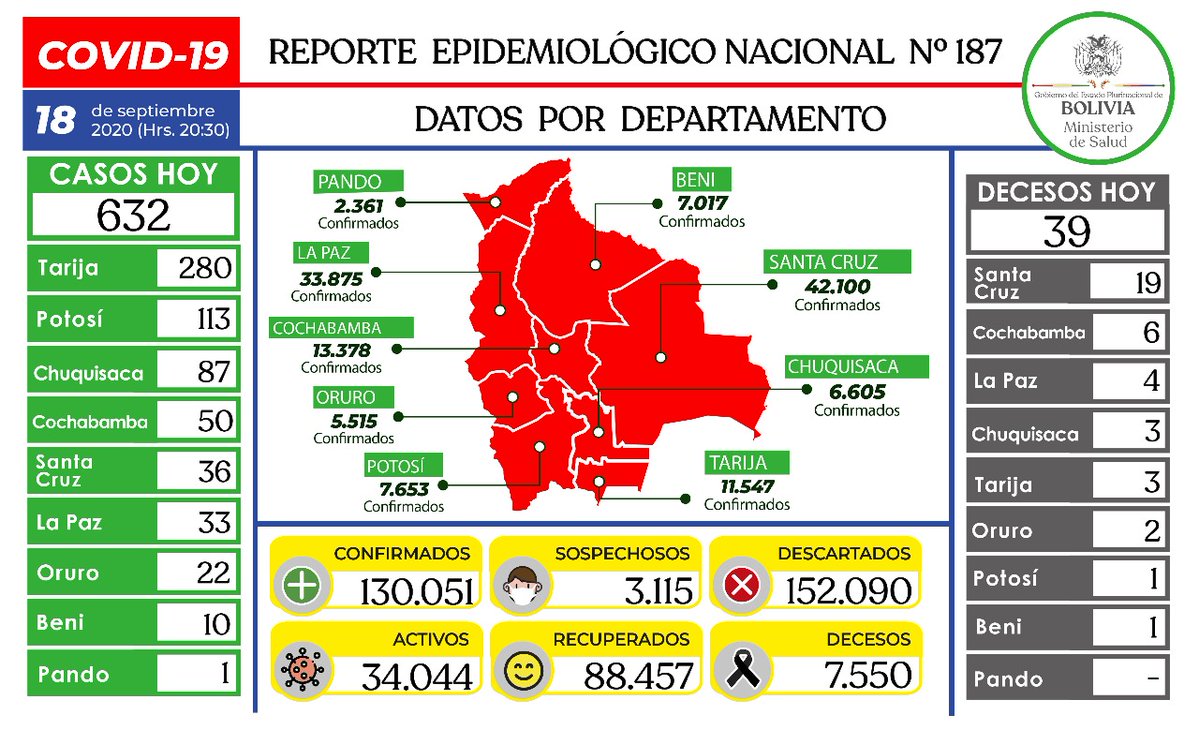 COVID-19
REPORTE EPIDEMIOLÓGICO NACIONAL Nº 187
18 de septiembre
2020 (Hrs. 20:30)
DATOS POR DEPARTAMENTO
Gobierno del Estado Plurinacional de
BOLIVIA
Ministerio
de Salud
CASOS HOY
632
Tarija 280
Potosí 113
Chuquisaca 87
Cochabamba 50
Santa
Cruz 36
La Paz 33
Oruro 22
Beni 10
Pando 1
PANDO
2.361
Confirmados
LA PAZ
33.875
Confirmados
COCHABAMBA
13.378
Confirmados
ORURO
5.515
Confirmados
POTOSÍ
7.653
Confirmados
BENI
7.017
Confirmados
SANTA CRUZ
42.100
Confirmados
CHUQUISACA
6.605
Confirmados
TARIJA
11.547
Confirmados
CONFIRMADOS
130.051
SOSPECHOSOS
3.115
DESCARTADOS
152.090
ACTIVOS
34.044
RECUPERADOS
88.457
DECESOS
7.550
DECESOS HOY
39
Santa
Cruz 19
Cochabamba 6
La Paz 4
Chuquisaca 3
Tarija 3
Oruro 2
Potosí 1
Beni 1
Pando -